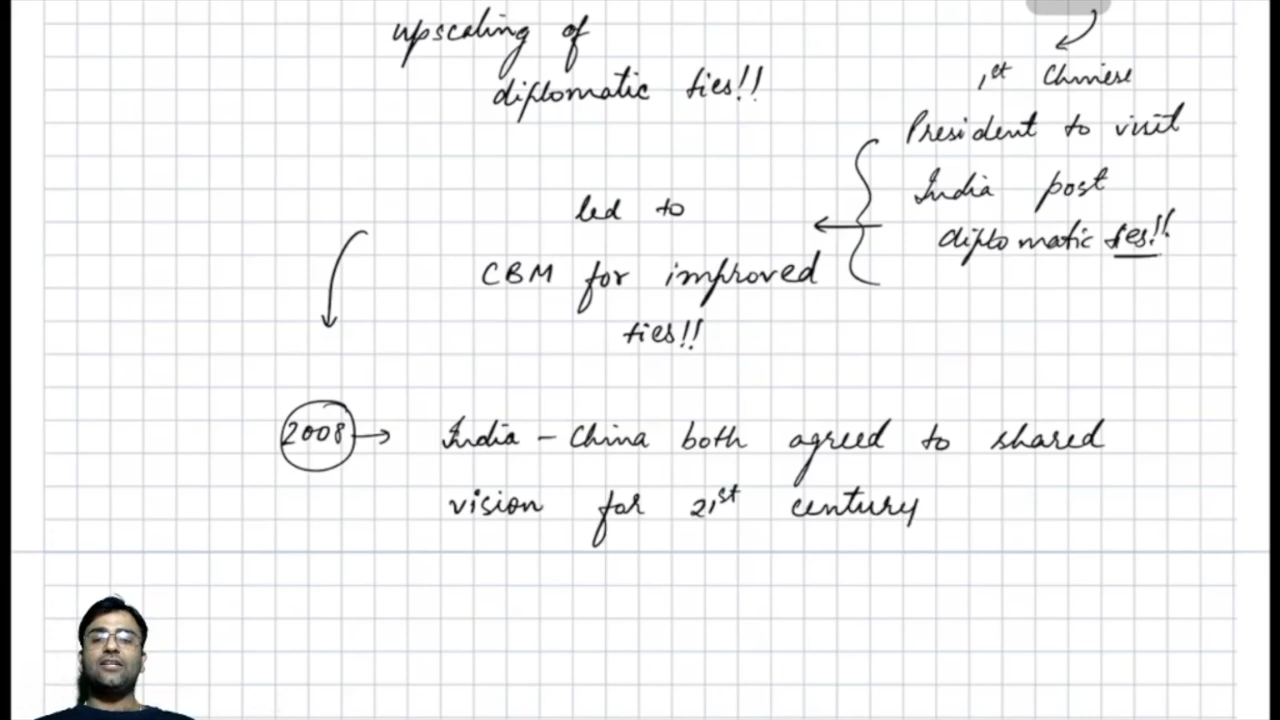 upscaling of
diplomatic ties!!
1st Chinese
President to visit
India post
diplomatic ties!!
led to
CBM for improved
ties!!
2008 → India - China both agreed to shared
vision for 21st century